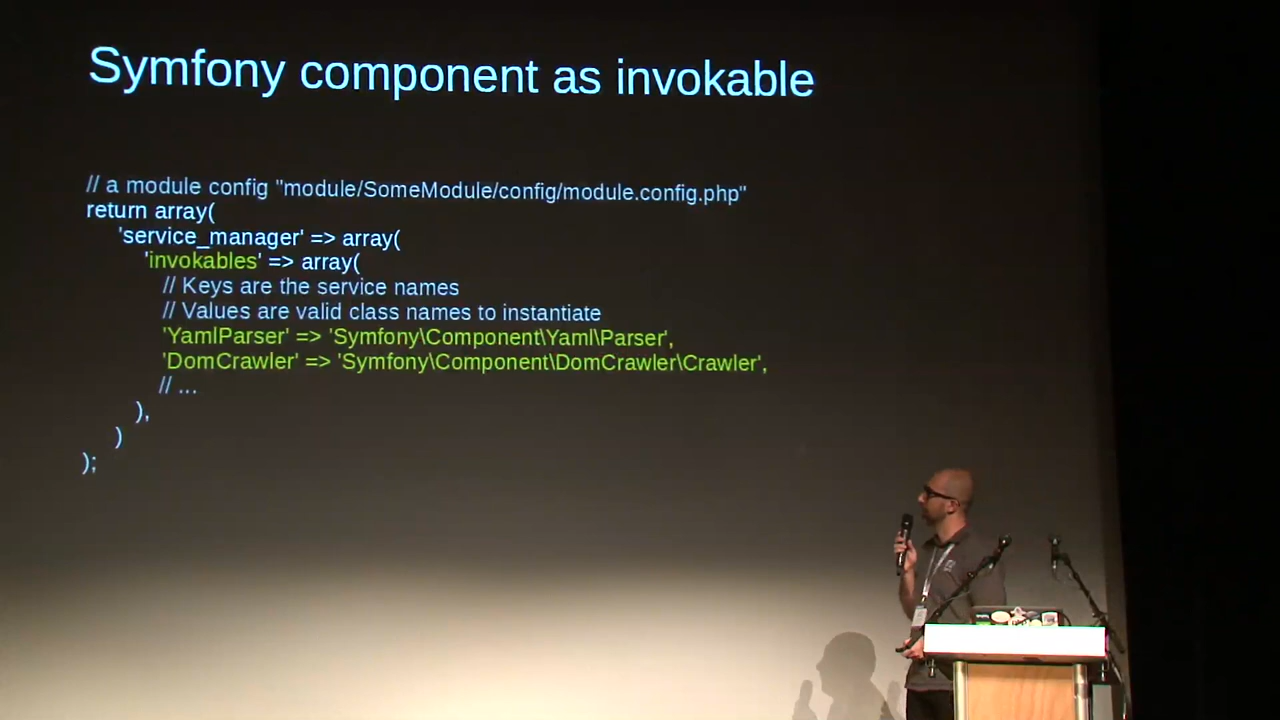 Symfony component as invokable
// a module config "module/SomeModule/config/module.config.php"
return array(
'service_manager' => array(
'invokables' => array(
// Keys are the service names
// Values are valid class names to instantiate
'YamlParser' => 'Symfony\Component\Yaml\Parser',
'DomCrawler' => 'Symfony\Component\DomCrawler\Crawler',
// ...
),
)
);